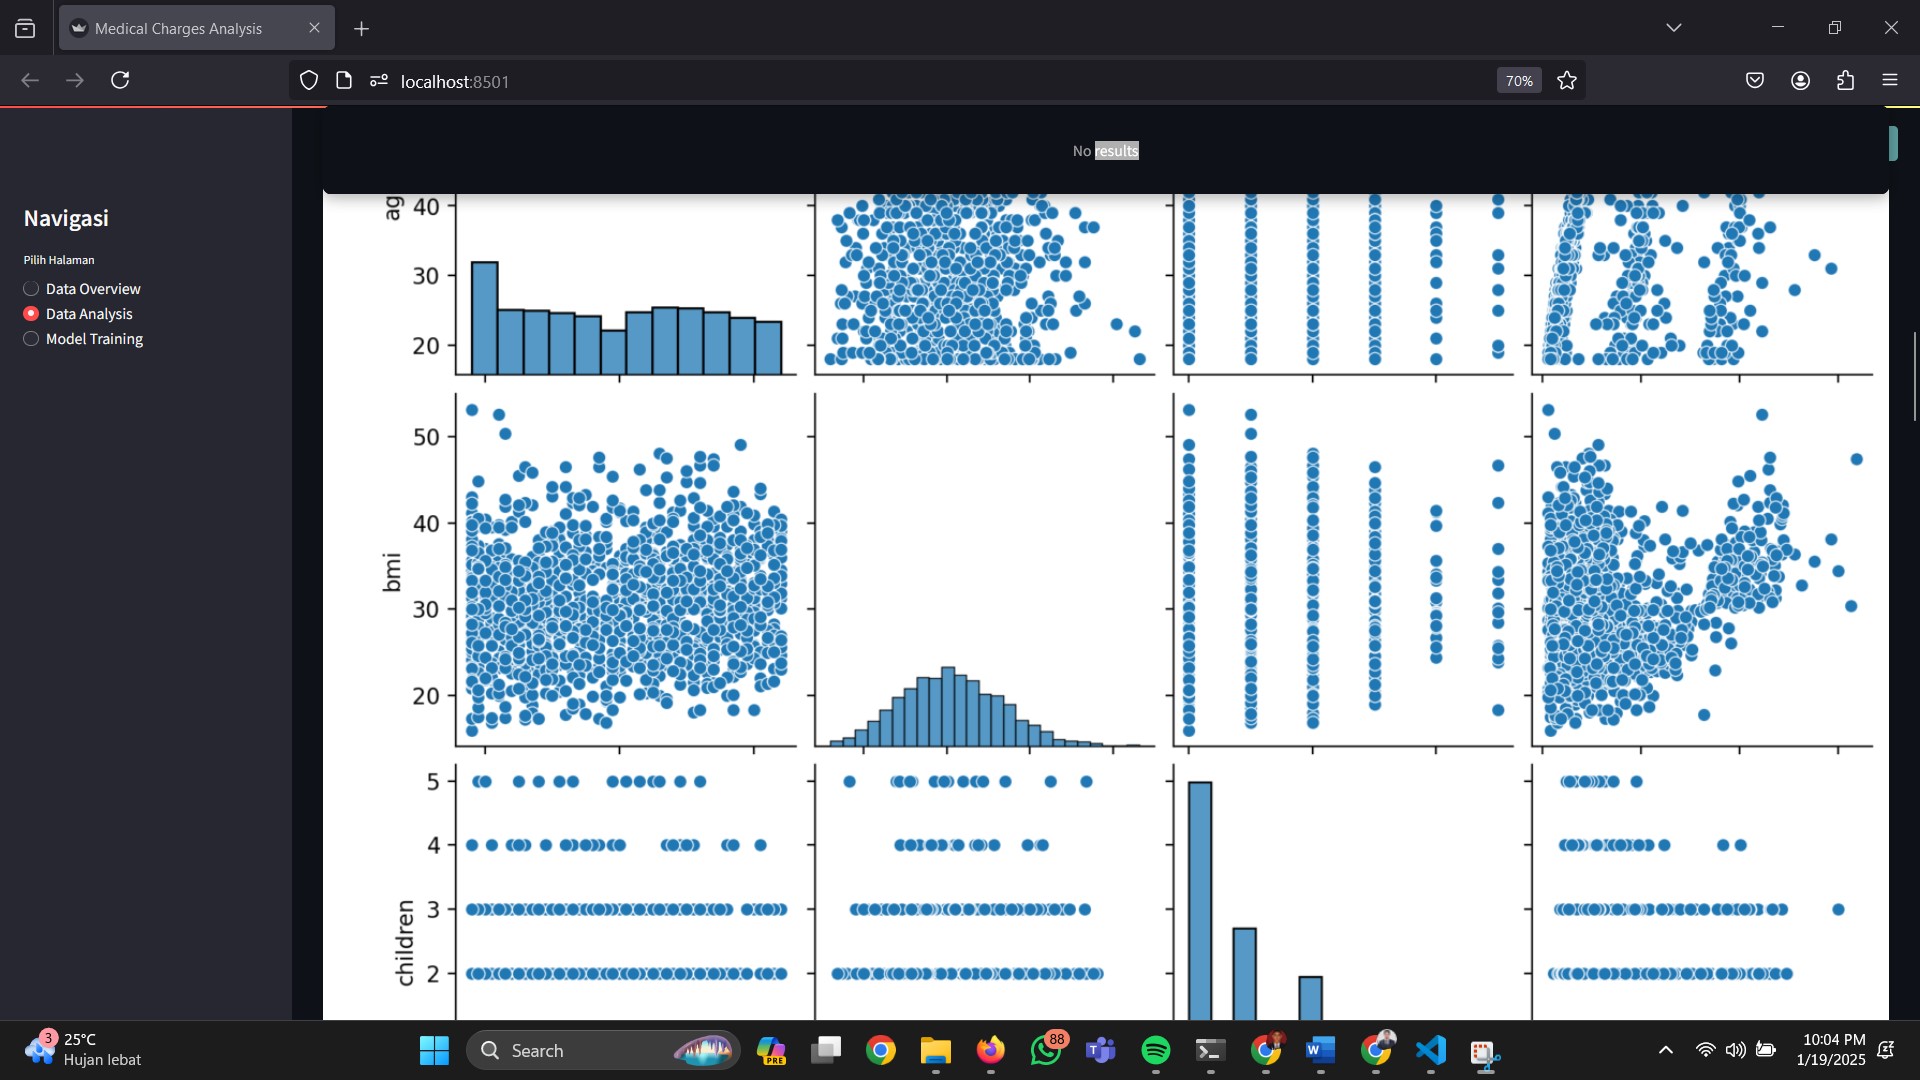 Medical Charges Analysis
localhost:8501
70%
No results
Navigasi
Pilih Halaman
Data Overview
Data Analysis
Model Training
ag
40
30
20
bmi
50
40
30
20
children
5
4
3
2
3
25°C
Hujan lebat
Search
PRE
88
10:04 PM
1/19/2025